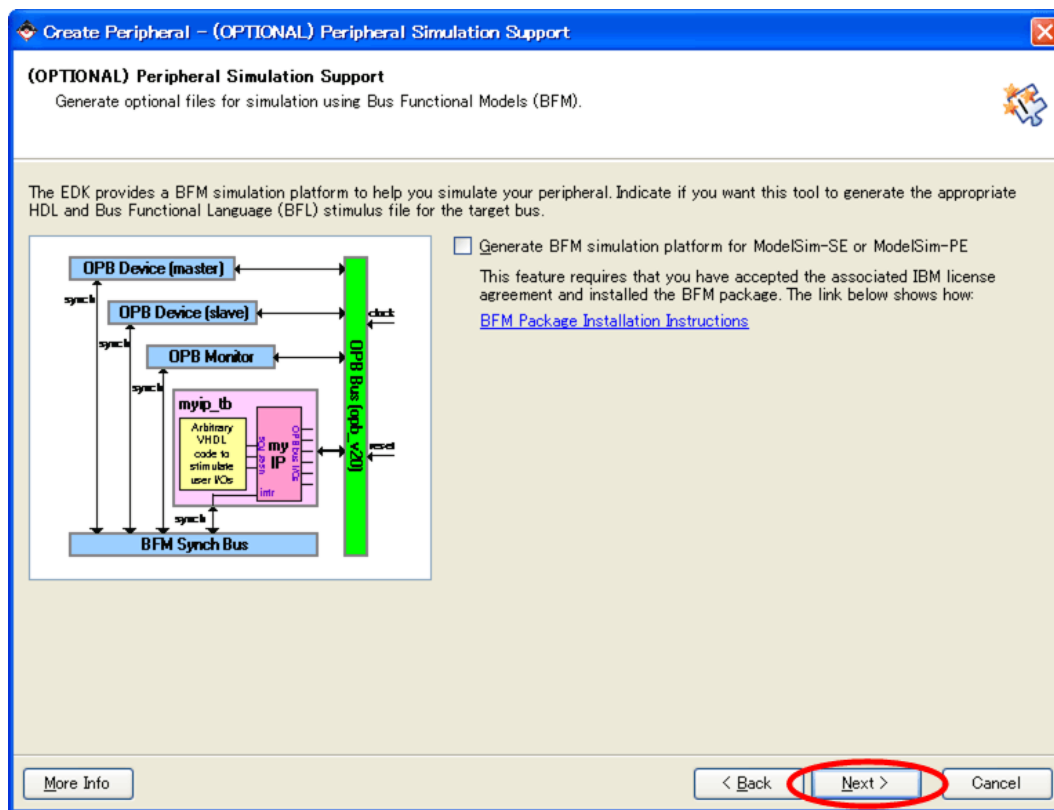 Create Peripheral - (OPTIONAL) Peripheral Simulation Support
(OPTIONAL) Peripheral Simulation Support
Generate optional files for simulation using Bus Functional Models (BFM).
The EDK provides a BFM simulation platform to help you simulate your peripheral. Indicate if you want this tool to generate the appropriate
HDL and Bus Functional Language (BFL) stimulus file for the target bus.
Generate BFM simulation platform for ModelSim-SE or ModelSim-PE
This feature requires that you have accepted the associated IBM license
agreement and installed the BFM package. The link below shows how:
BFM Package Installation Instructions
OPB Device (master)
synch
OPB Device (slave)
clock
synch
OPB Monitor
synch
OPB Bus (opb_v20)
myip_tb
Arbitrary
VHDL
code to
stimulate
user I/Os
user I/Os
my
IP
OPB bus I/Os
intr
reset
synch
BFM Synch Bus
More Info
< Back
Next >
Cancel